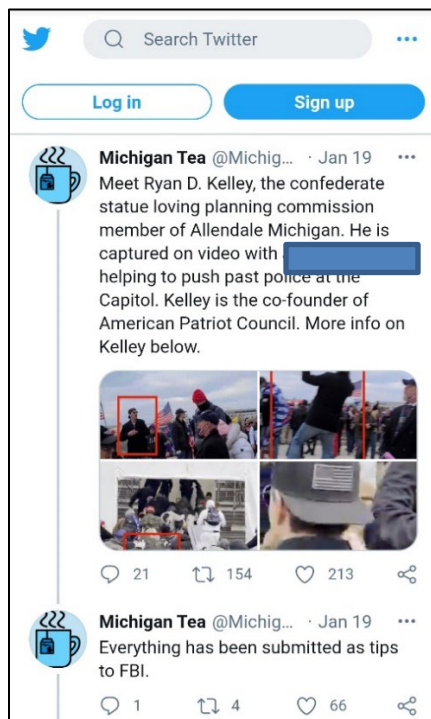 Search Twitter
Log in
Sign up
Michigan Tea @Michig... · Jan 19
Meet Ryan D. Kelley, the confederate
statue loving planning commission
member of Allendale Michigan. He is
captured on video with
helping to push past police at the
Capitol. Kelley is the co-founder of
American Patriot Council. More info on
Kelley below.
21 154 213
Michigan Tea @Michig... · Jan 19
Everything has been submitted as tips
to FBI.
1 4 66